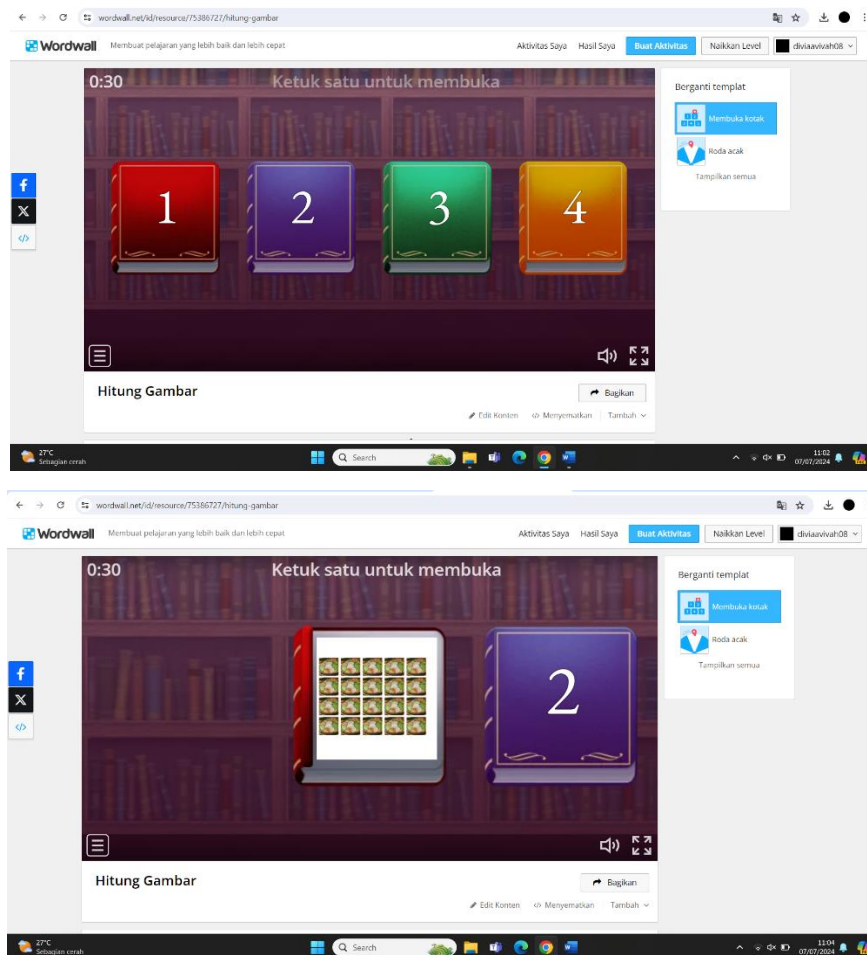 wordwall.net/id/resource/75386727/hitung-gambar
Wordwall Membuat pelajaran yang lebih baik dan lebih cepat Aktivitas Saya Hasil Saya Buat Aktivitas Naikkan Level diviaavivah08
0:30 Ketuk satu untuk membuka
Berganti templat
Membuka kotak
Roda acak
Tampilkan semua
1 2 3 4
Hitung Gambar
Bagikan
Edit Konten Menyematkan Tambah
27°C
Sebagian cerah
Search
11:02
07/07/2024
wordwall.net/id/resource/75386727/hitung-gambar
Wordwall Membuat pelajaran yang lebih baik dan lebih cepat Aktivitas Saya Hasil Saya Buat Aktivitas Naikkan Level diviaavivah08
0:30 Ketuk satu untuk membuka
Berganti templat
Membuka kotak
Roda acak
Tampilkan semua
2
Hitung Gambar
Bagikan
Edit Konten Menyematkan Tambah
27°C
Sebagian cerah
Search
11:04
07/07/2024